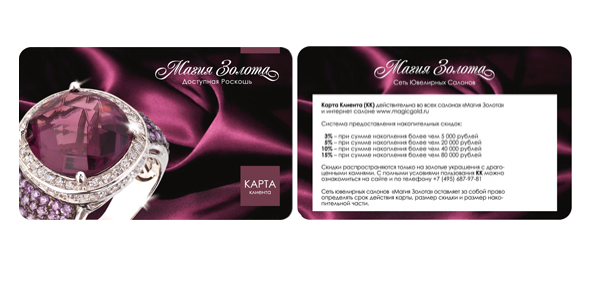 Магия Золота
Доступная Роскошь
КАРТА
клиента
Магия Золота
Сеть Ювелирных Салонов
Карта Клиента (КК) действительна во всех салонах «Магия Золота»
и интернет салоне www.magicgold.ru
Система предоставления накопительных скидок:
3% – при сумме накопления более чем 5 000 рублей
5% – при сумме накопления более чем 20 000 рублей
10% – при сумме накопления более чем 40 000 рублей
15% – при сумме накопления более чем 80 000 рублей
Скидки распространяются только на золотые украшения с драго-
ценными камнями. С полными условиями пользования КК можно
ознакомиться на сайте и по телефону +7 (495) 687-97-81
Сеть ювелирных салонов «Магия Золота» оставляет за собой право
определять срок действия карты, размер скидки и размер нако-
пительной части.